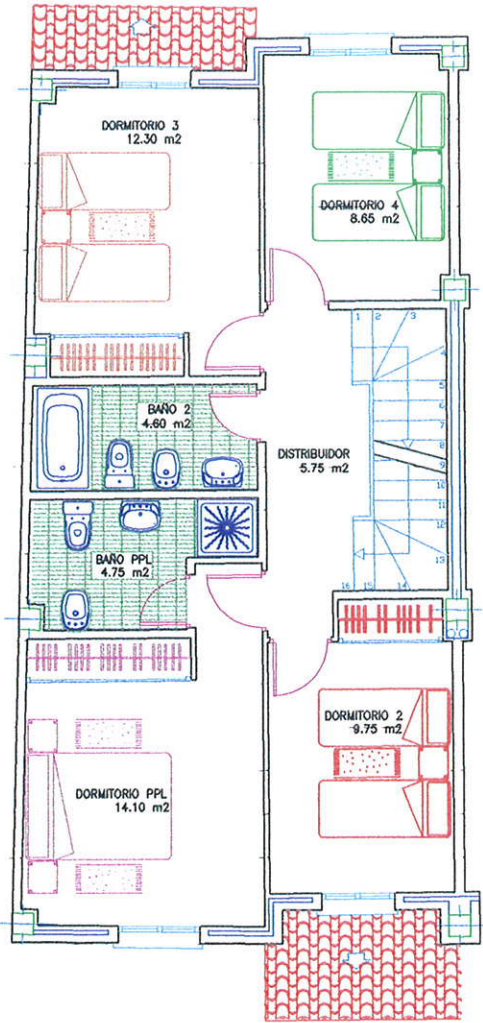 DORMITORIO 3
12.30 m2
DORMITORIO 4
8.65 m2
1 2 3
4
5
6
7
8
9
10
11
12
13
16 15 14
BAÑO 2
4.60 m2
DISTRIBUIDOR
5.75 m2
BAÑO PPL
4.75 m2
DORMITORIO 2
9.75 m2
DORMITORIO PPL
14.10 m2